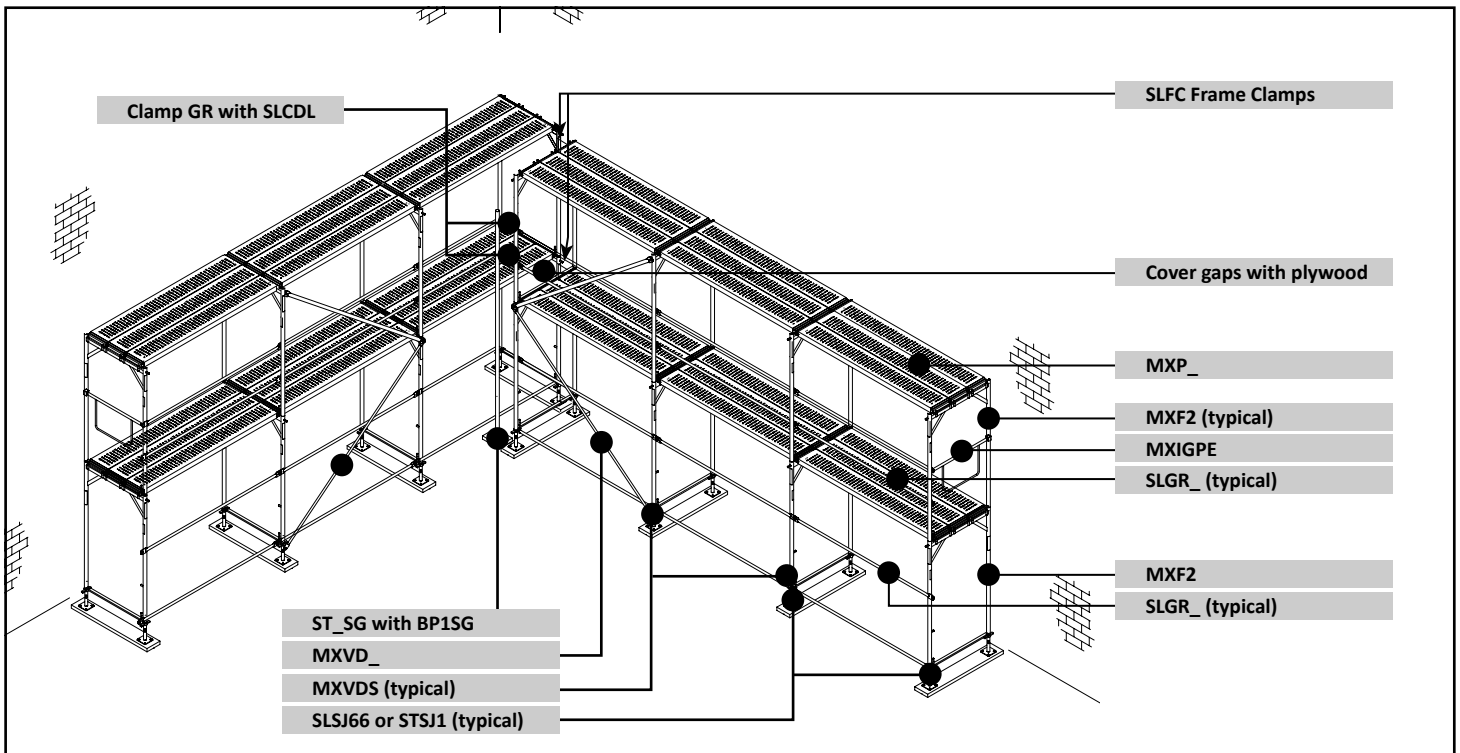 Clamp GR with SLCDL
SLFC Frame Clamps
Cover gaps with plywood
MXP_
MXF2 (typical)
MXIGPE
SLGR_ (typical)
MXF2
SLGR_ (typical)
ST_SG with BP1SG
MXVD_
MXVDS (typical)
SLSJ66 or STSJ1 (typical)